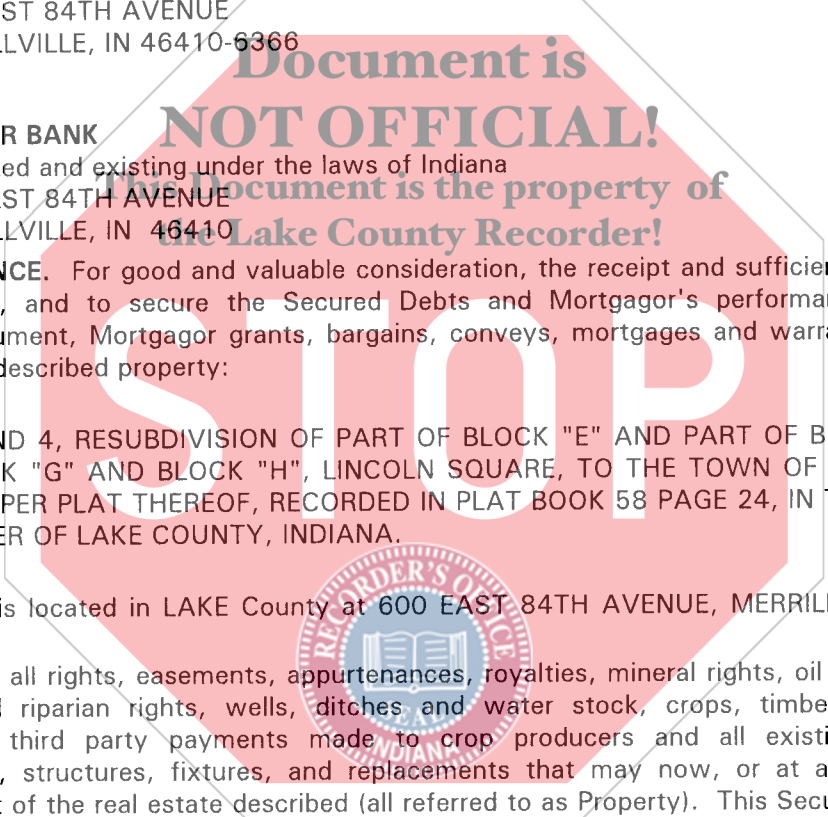 ST 84TH AVENUE
LLVILLE, IN 46410-6366
Document is
NOT OFFICIAL!
R BANK
ed and existing under the laws of Indiana
This Document is the property of
ST 84TH AVENUE
LLVILLE, IN 46410
the Lake County Recorder!
NCE. For good and valuable consideration, the receipt and sufficien
, and to secure the Secured Debts and Mortgagor's performa
ument, Mortgagor grants, bargains, conveys, mortgages and warra
described property:
STOP
ND 4, RESUBDIVISION OF PART OF BLOCK "E" AND PART OF B
K "G" AND BLOCK "H", LINCOLN SQUARE, TO THE TOWN OF
PER PLAT THEREOF, RECORDED IN PLAT BOOK 58 PAGE 24, IN T
ER OF LAKE COUNTY, INDIANA.
RECORDER'S OFFICE
is located in LAKE County at 600 EAST 84TH AVENUE, MERRILL
all rights, easements, appurtenances, royalties, mineral rights, oil
riparian rights, wells, ditches and water stock, crops, timbe
SEAL
third party payments made to crop producers and all existi
INDIANA
, structures, fixtures, and replacements that may now, or at a
t of the real estate described (all referred to as Property). This Secu